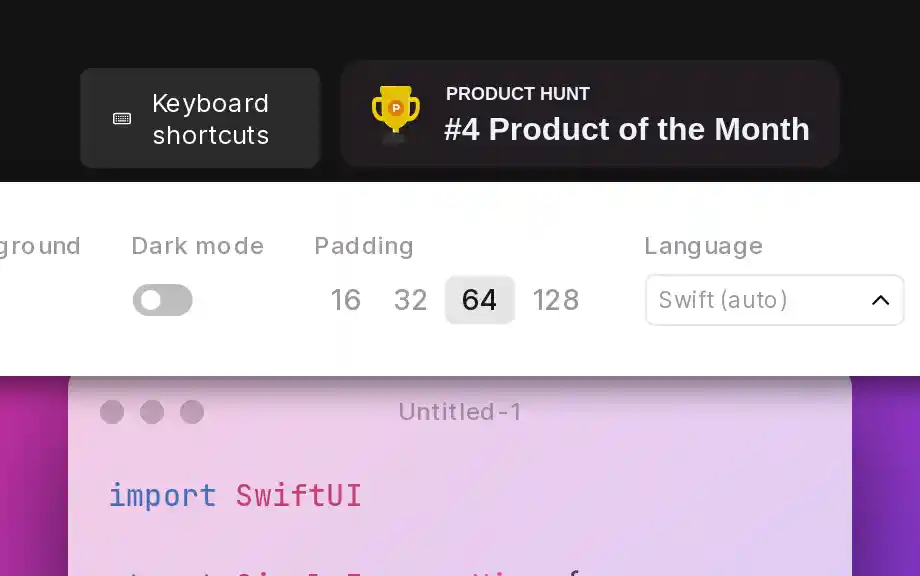 Keyboard
shortcuts
PRODUCT HUNT
#4 Product of the Month
ground
Dark mode
Padding
Language
16
32
64
128
Swift (auto)
Untitled-1
import SwiftUI